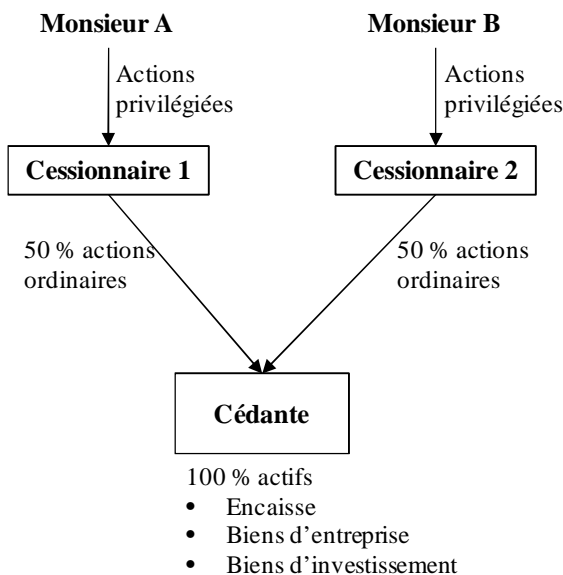 Monsieur A
Monsieur B
Actions
privilégiées
Actions
privilégiées
Cessionnaire 1
Cessionnaire 2
50 % actions
ordinaires
50 % actions
ordinaires
Cédante
100 % actifs
• Encaisse
• Biens d’entreprise
• Biens d’investissement